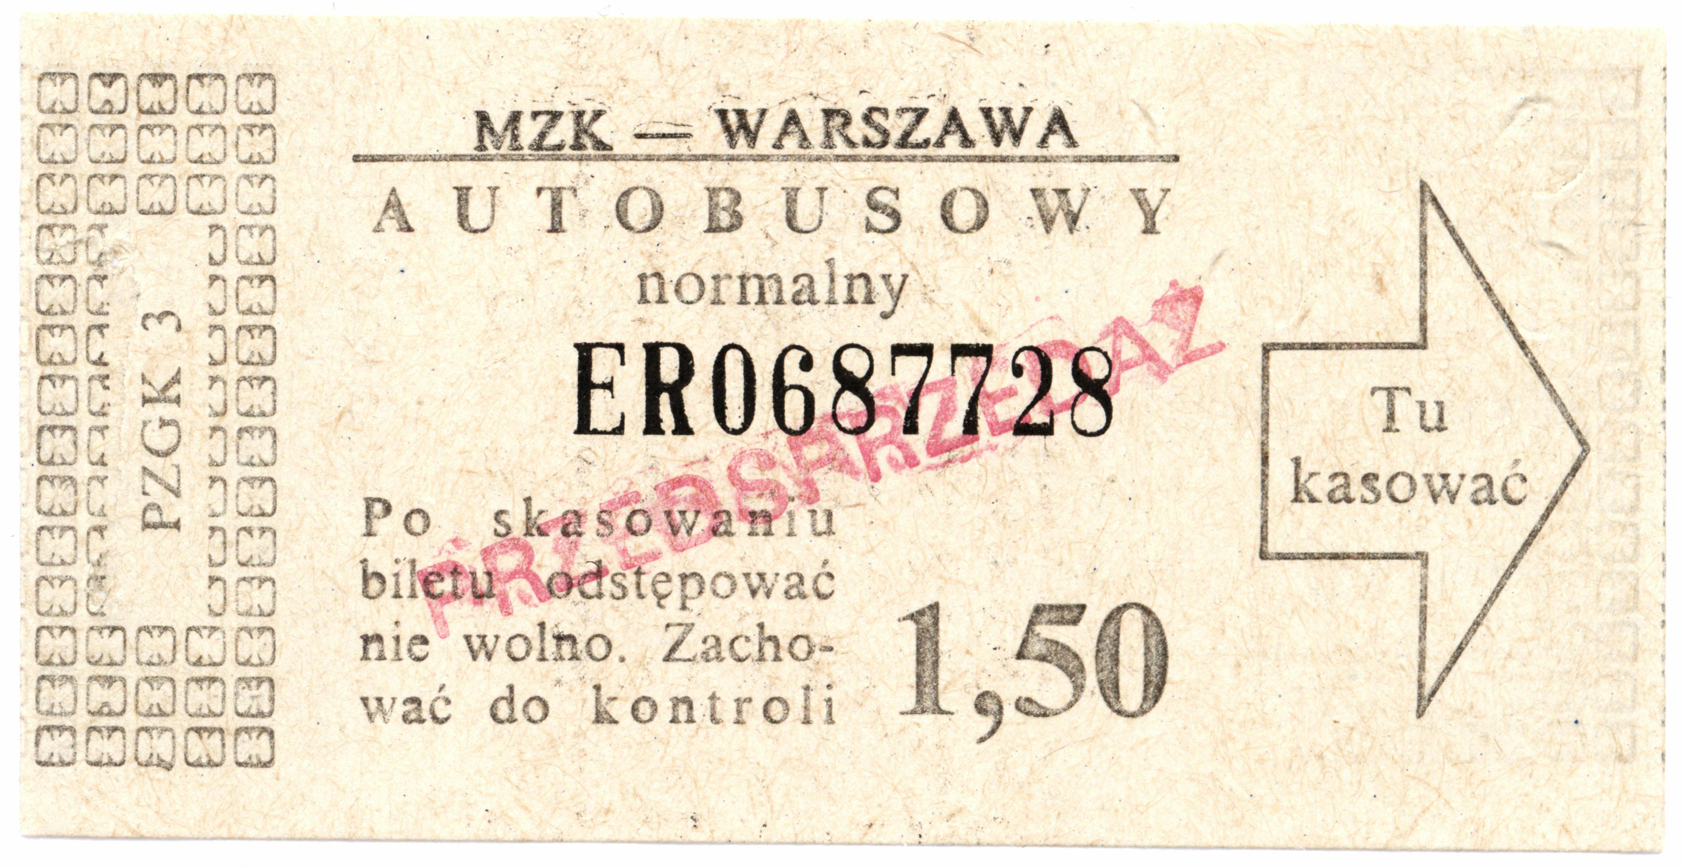 MZK — WARSZAWA
AUTOBUSOWY
normalny
ER0687728
PRZEDSPRZEDAŻ
Po skasowaniu
biletu odstępować
nie wolno. Zacho-
wać do kontroli
1,50
Tu
kasować
PZGK 3